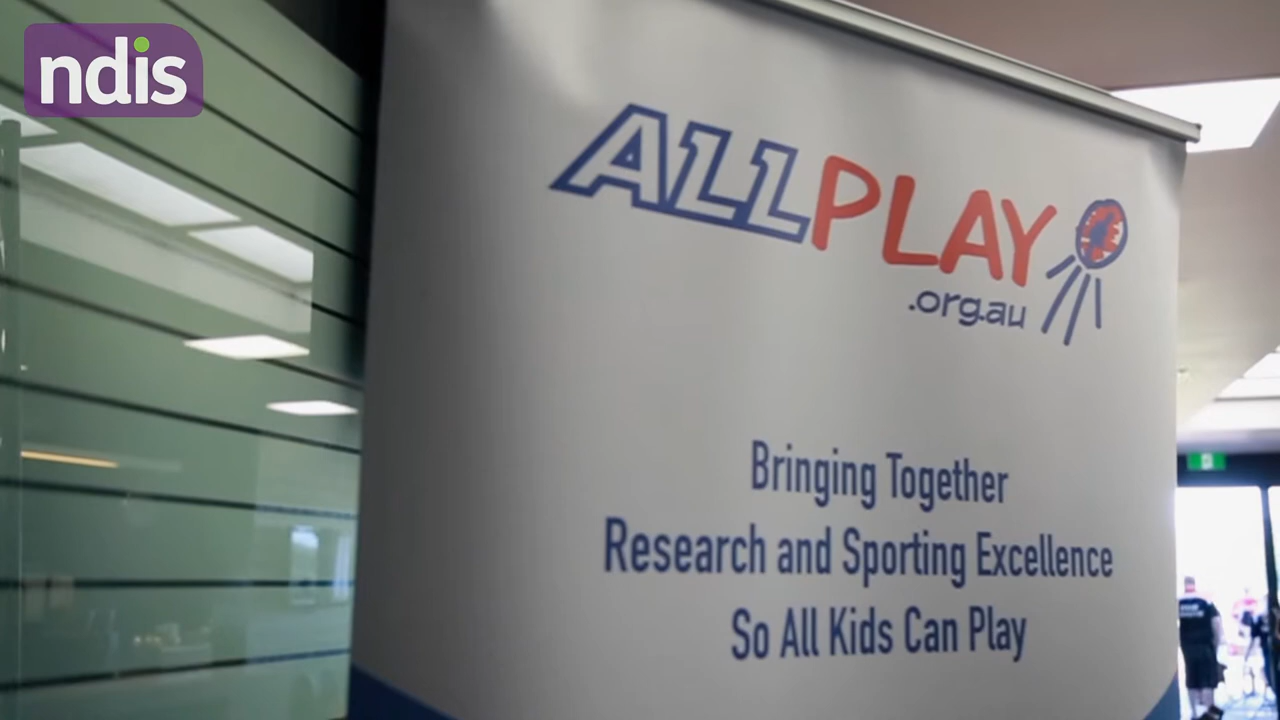 ndis
ALLPLAY
.org.au
Bringing Together
Research and Sporting Excellence
So All Kids Can Play